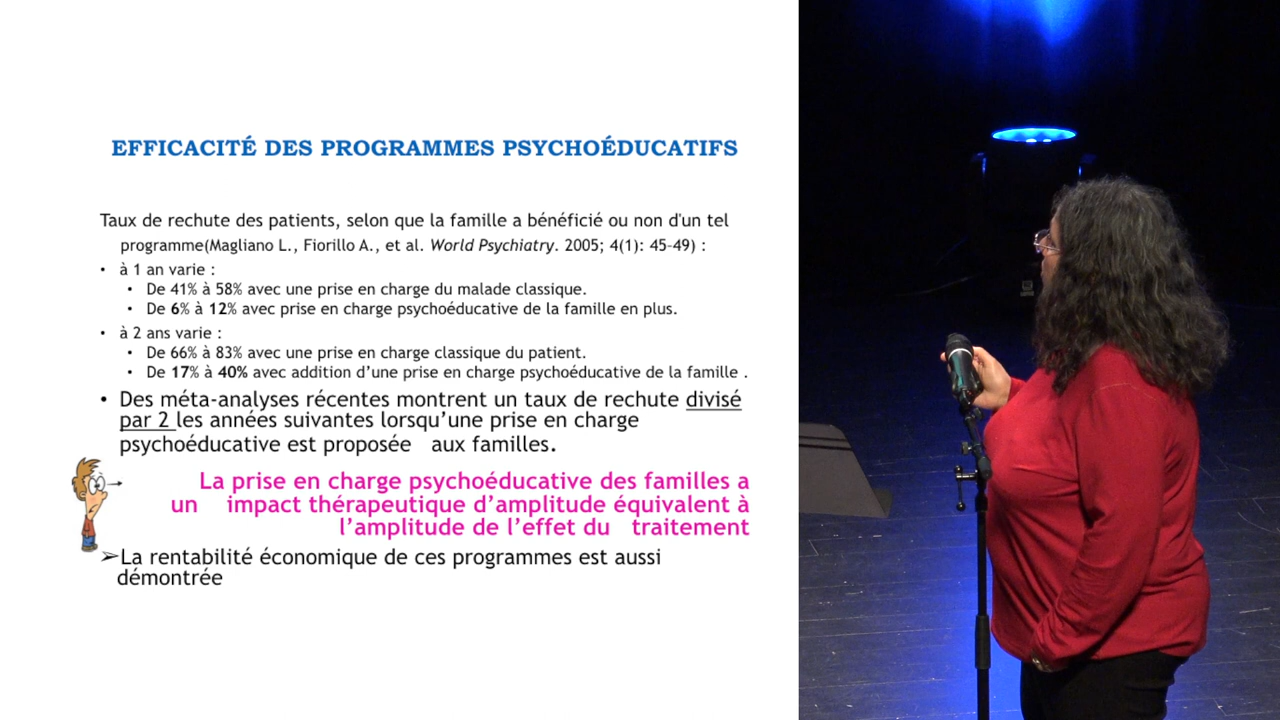 EFFICACITÉ DES PROGRAMMES PSYCHOÉDUCATIFS
Taux de rechute des patients, selon que la famille a bénéficié ou non d'un tel
programme(Magliano L., Fiorillo A., et al. World Psychiatry. 2005; 4(1): 45-49) :
• à 1 an varie :
• De 41% à 58% avec une prise en charge du malade classique.
• De 6% à 12% avec prise en charge psychoéducative de la famille en plus.
• à 2 ans varie :
• De 66% à 83% avec une prise en charge classique du patient.
• De 17% à 40% avec addition d’une prise en charge psychoéducative de la famille .
• Des méta-analyses récentes montrent un taux de rechute divisé
par 2 les années suivantes lorsqu’une prise en charge
psychoéducative est proposée aux familles.
La prise en charge psychoéducative des familles a
un impact thérapeutique d’amplitude équivalent à
l’amplitude de l’effet du traitement
➢La rentabilité économique de ces programmes est aussi
démontrée